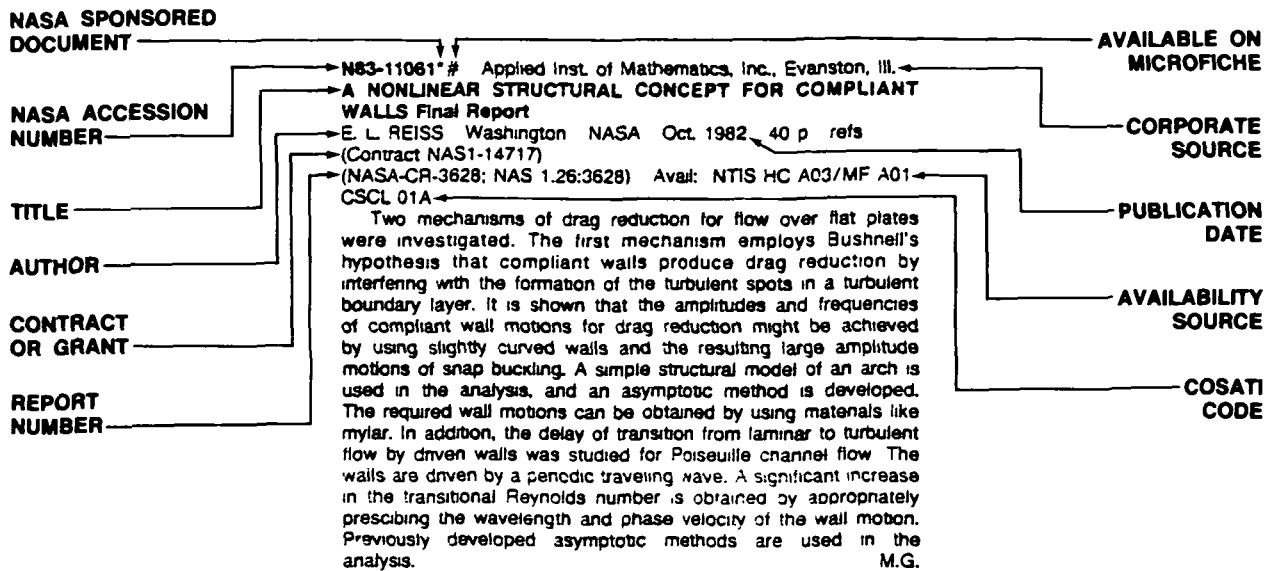 NASA SPONSORED
DOCUMENT
NASA ACCESSION
NUMBER
TITLE
AUTHOR
CONTRACT
OR GRANT
REPORT
NUMBER
N83-11061*# Applied Inst. of Mathematics, Inc., Evanston, Ill.
A NONLINEAR STRUCTURAL CONCEPT FOR COMPLIANT
WALLS Final Report
E. L. REISS Washington NASA Oct. 1982 40 p refs
(Contract NAS1-14717)
(NASA-CR-3628; NAS 1.26:3628) Avail: NTIS HC A03/MF A01
CSCL 01A
Two mechanisms of drag reduction for flow over flat plates
were investigated. The first mechanism employs Bushnell's
hypothesis that compliant walls produce drag reduction by
interfering with the formation of the turbulent spots in a turbulent
boundary layer. It is shown that the amplitudes and frequencies
of compliant wall motions for drag reduction might be achieved
by using slightly curved walls and the resulting large amplitude
motions of snap buckling. A simple structural model of an arch is
used in the analysis, and an asymptotic method is developed.
The required wall motions can be obtained by using materials like
mylar. In addition, the delay of transition from laminar to turbulent
flow by driven walls was studied for Poiseuille channel flow. The
walls are driven by a periodic traveling wave. A significant increase
in the transitional Reynolds number is obtained by appropriately
prescibing the wavelength and phase velocity of the wall motion.
Previously developed asymptotic methods are used in the
analysis. M.G.
AVAILABLE ON
MICROFICHE
CORPORATE
SOURCE
PUBLICATION
DATE
AVAILABILITY
SOURCE
COSATI
CODE